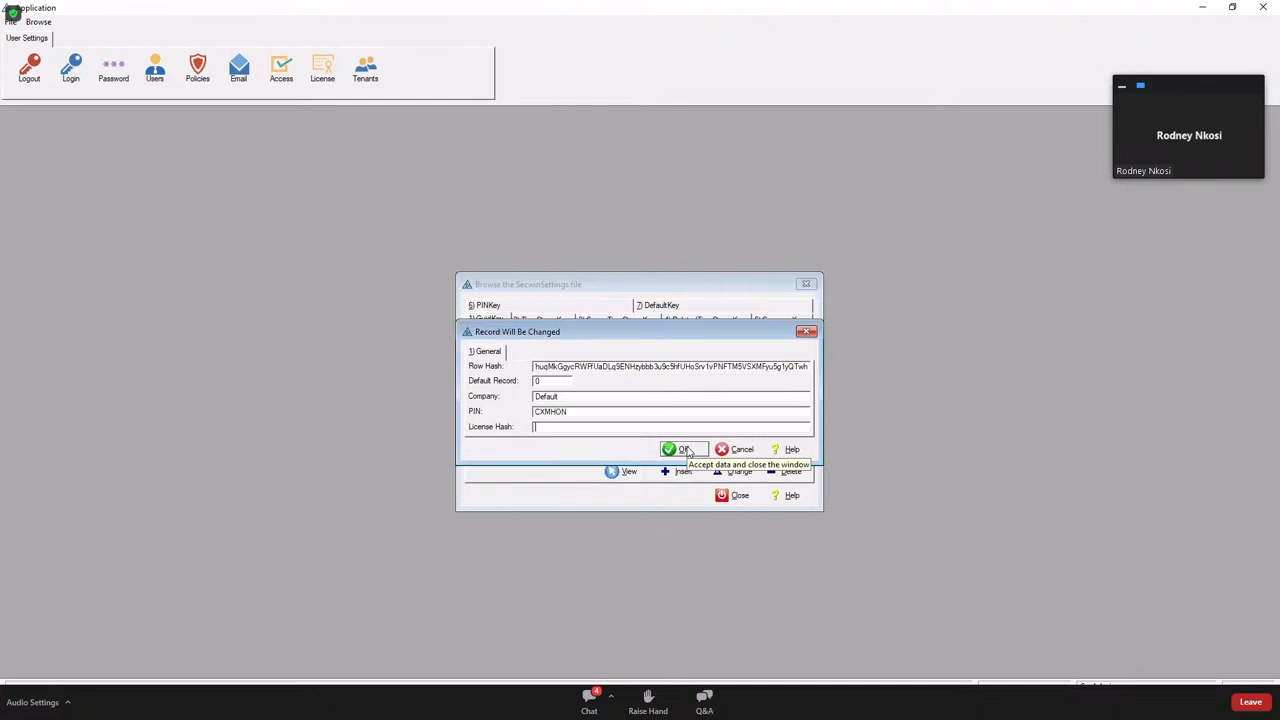 Application
File Browse
User Settings
Logout Login Password Users Policies Email Access License Tenants
Rodney Nkosi
Rodney Nkosi
Browse the SecwinSettings file
6) PINKey 7) DefaultKey
Record Will Be Changed
1) General
Row Hash: huqMkGgycRWPfUaDLq9ENHzybbb3u9c5hfUHoSrv1vPNFTM5VSXMFyu5g1yQTwh
Default Record: 0
Company: Default
PIN: CXMHON
License Hash:
OK Cancel Help
Accept data and close the window
View Insert Change Delete
Close Help
Audio Settings
4
Chat Raise Hand Q&A
Leave